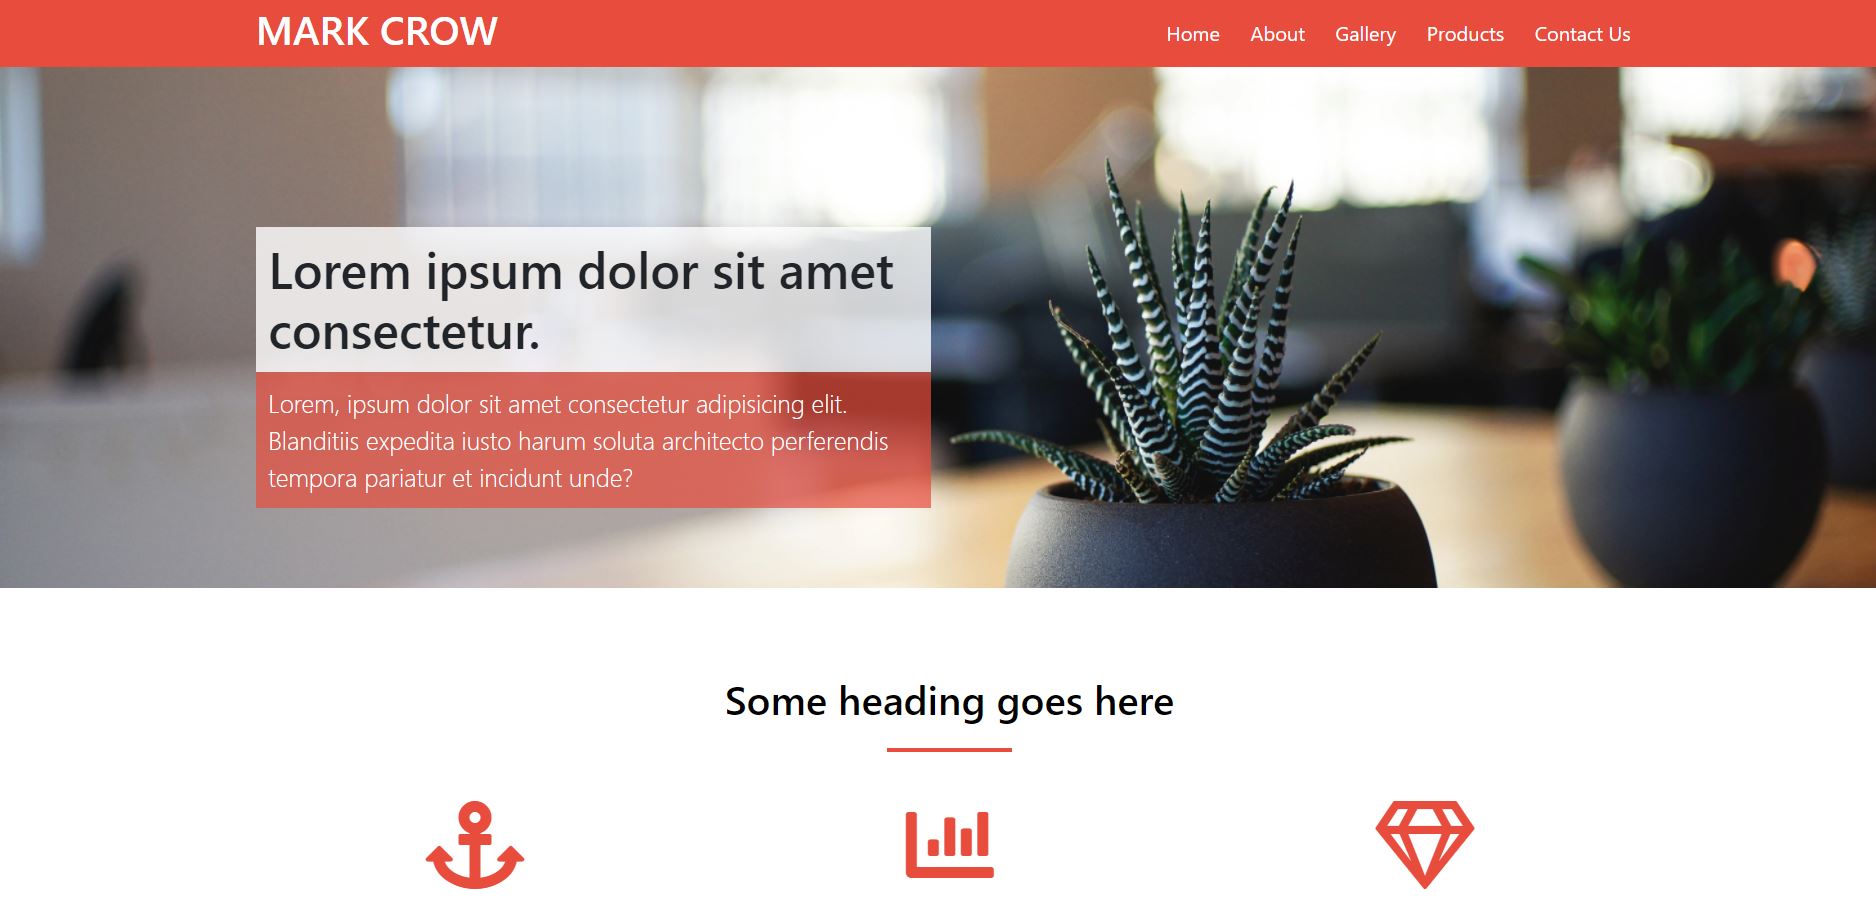 MARK CROW
Home About Gallery Products Contact Us
Lorem ipsum dolor sit amet
consectetur.
Lorem, ipsum dolor sit amet consectetur adipisicing elit.
Blanditiis expedita iusto harum soluta architecto perferendis
tempora pariatur et incidunt unde?
Some heading goes here